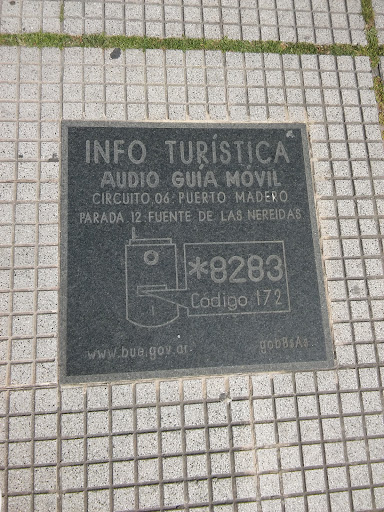 INFO TURÍSTICA
AUDIO GUIA MÓVIL
CIRCUITO 06 PUERTO MADERO
PARADA 12 FUENTE DE LAS NEREIDAS
*8283
Código 172
www.bue.gov.ar
gobBsAs